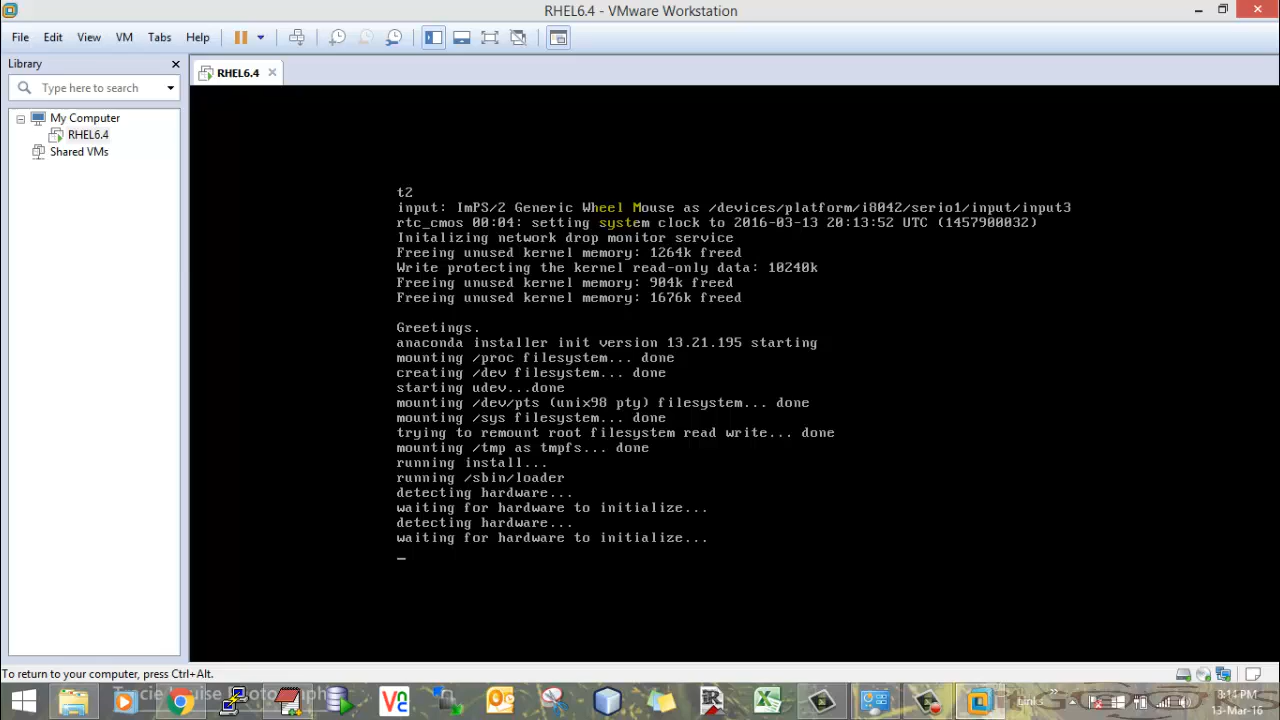 RHEL6.4 - VMware Workstation
File Edit View VM Tabs Help
Library
RHEL6.4
Type here to search
My Computer
RHEL6.4
Shared VMs
t2
input: ImPS/2 Generic Wheel Mouse as /devices/platform/i8042/serio1/input/input3
rtc_cmos 00:04: setting system clock to 2016-03-13 20:13:52 UTC (1457900032)
Initalizing network drop monitor service
Freeing unused kernel memory: 1264k freed
Write protecting the kernel read-only data: 10240k
Freeing unused kernel memory: 904k freed
Freeing unused kernel memory: 1676k freed
Greetings.
anaconda installer init version 13.21.195 starting
mounting /proc filesystem... done
creating /dev filesystem... done
starting udev...done
mounting /dev/pts (unix98 pty) filesystem... done
mounting /sys filesystem... done
trying to remount root filesystem read write... done
mounting /tmp as tmpfs... done
running install...
running /sbin/loader
detecting hardware...
waiting for hardware to initialize...
detecting hardware...
waiting for hardware to initialize...
_
To return to your computer, press Ctrl+Alt.
Links
8:11 PM
13-Mar-16